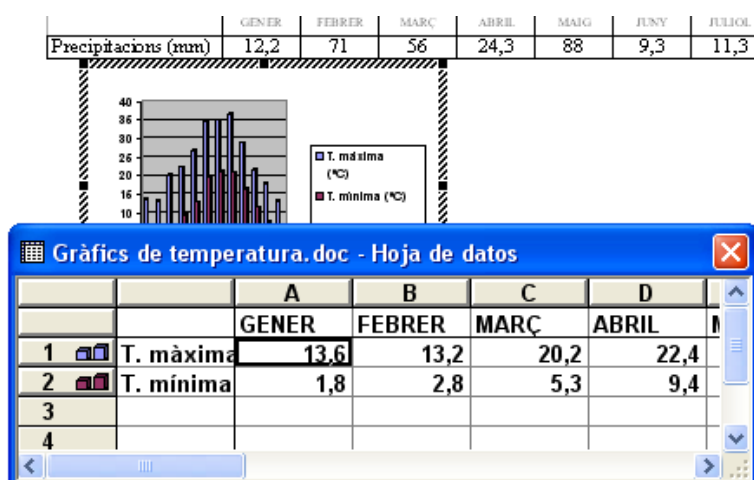 GENER FEBRER MARÇ ABRIL MAIG JUNY JULIOL
Precipitacions (mm) 12,2 71 56 24,3 88 9,3 11,3
40
35
30
25
20
15
10
T. màxima
(ºC)
T. mínima (ºC)
Gràfics de temperatura.doc - Hoja de datos
A B C D
GENER FEBRER MARÇ ABRIL
1 T. màxima 13,6 13,2 20,2 22,4
2 T. mínima 1,8 2,8 5,3 9,4
3
4